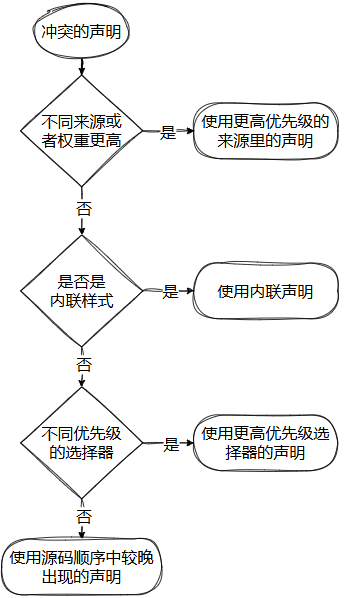 冲突的声明
不同来源或
者权重更高
是
使用更高优先级的
来源里的声明
否
是否是
内联样式
是
使用内联声明
否
不同优先级
的选择器
是
使用更高优先级选
择器的声明
否
使用源码顺序中较晚
出现的声明